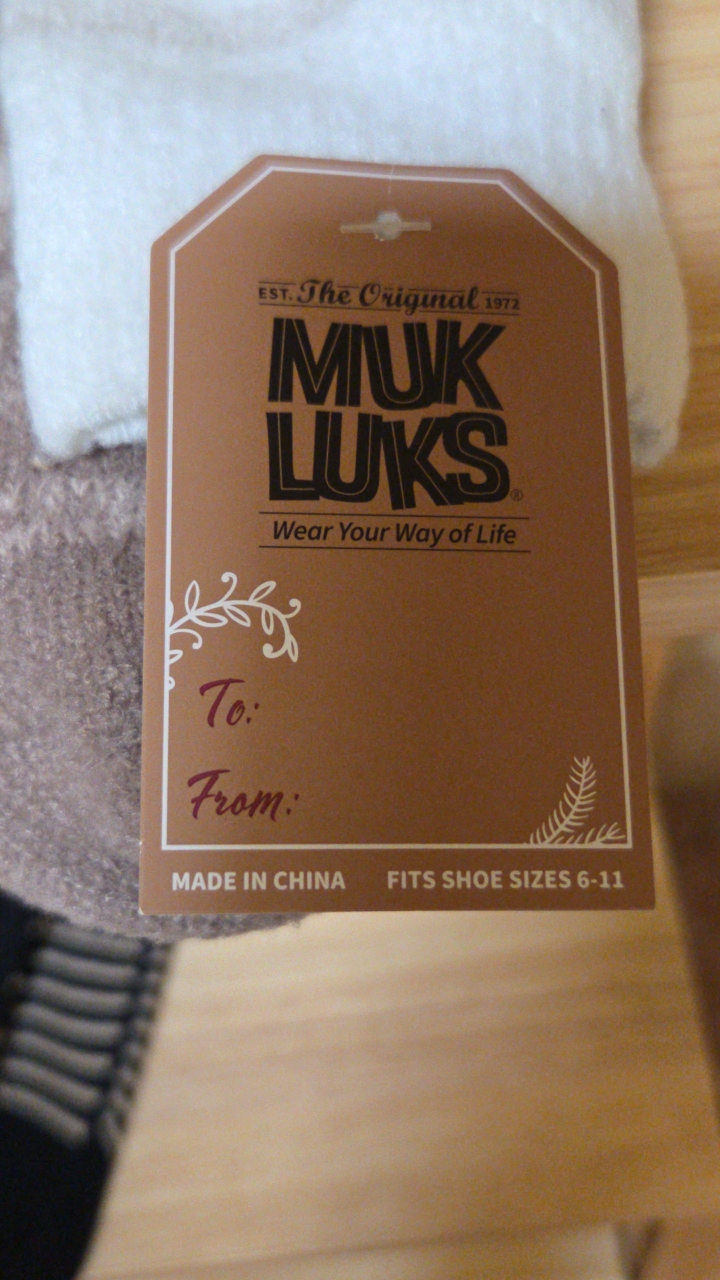 EST. The Original 1972
MUK
LUKS®
Wear Your Way of Life
To:
From:
MADE IN CHINA FITS SHOE SIZES 6-11